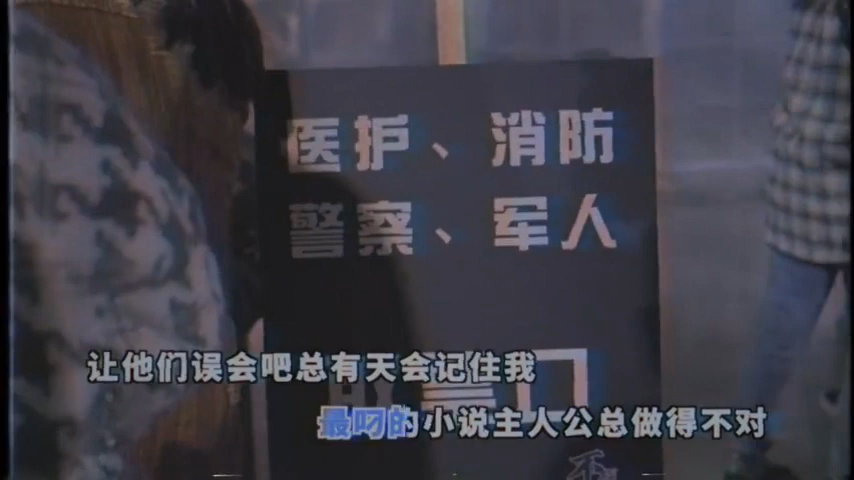 医护、消防
警察、军人
让他们误会吧总有天会记住我
最叼的小说主人公总做得不对